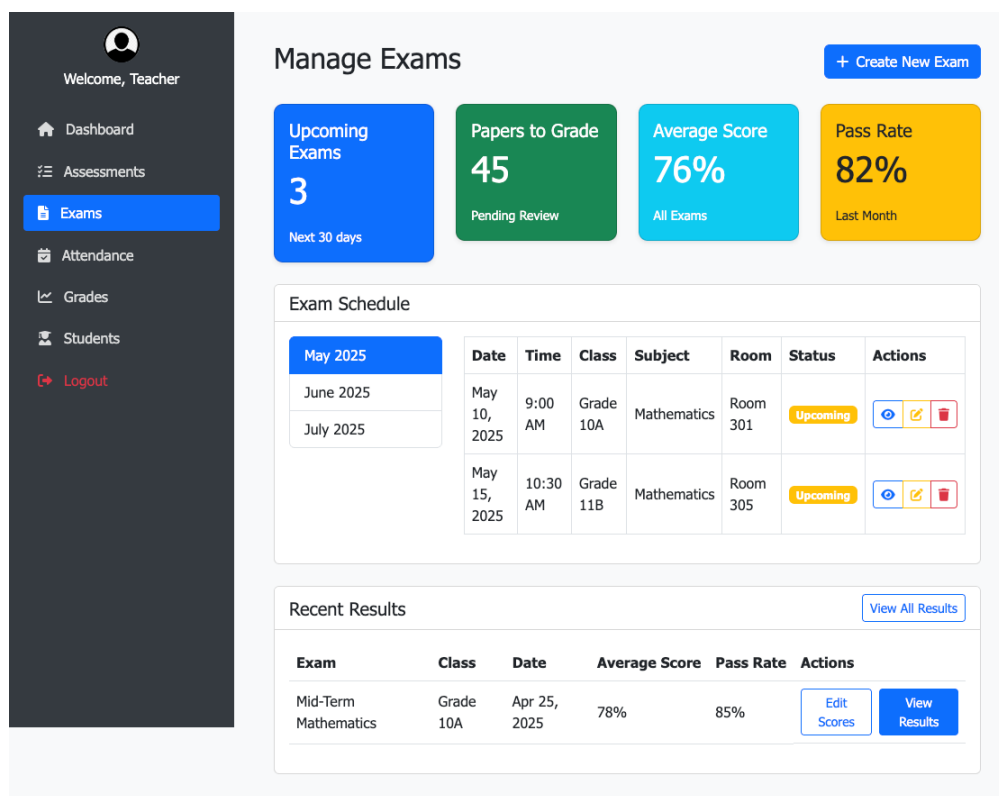 Welcome, Teacher
Dashboard
Assessments
Exams
Attendance
Grades
Students
Logout
Manage Exams
+ Create New Exam
Upcoming
Exams
3
Next 30 days
Papers to Grade
45
Pending Review
Average Score
76%
All Exams
Pass Rate
82%
Last Month
Exam Schedule
May 2025
June 2025
July 2025
Date Time Class Subject Room Status Actions
May 10, 2025 9:00 AM Grade 10A Mathematics Room 301 Upcoming
May 15, 2025 10:30 AM Grade 11B Mathematics Room 305 Upcoming
Recent Results
View All Results
Exam Class Date Average Score Pass Rate Actions
Mid-Term Mathematics Grade 10A Apr 25, 2025 78% 85% Edit Scores View Results